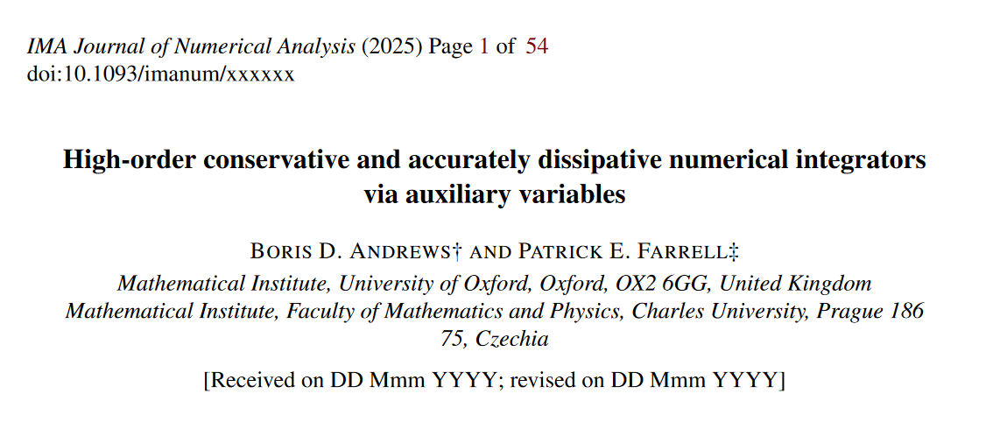 IMA Journal of Numerical Analysis (2025) Page 1 of 54
doi:10.1093/imanum/xxxxxx
High-order conservative and accurately dissipative numerical integrators
via auxiliary variables
BORIS D. ANDREWS† AND PATRICK E. FARRELL‡
Mathematical Institute, University of Oxford, Oxford, OX2 6GG, United Kingdom
Mathematical Institute, Faculty of Mathematics and Physics, Charles University, Prague 186
75, Czechia
[Received on DD Mmm YYYY; revised on DD Mmm YYYY]